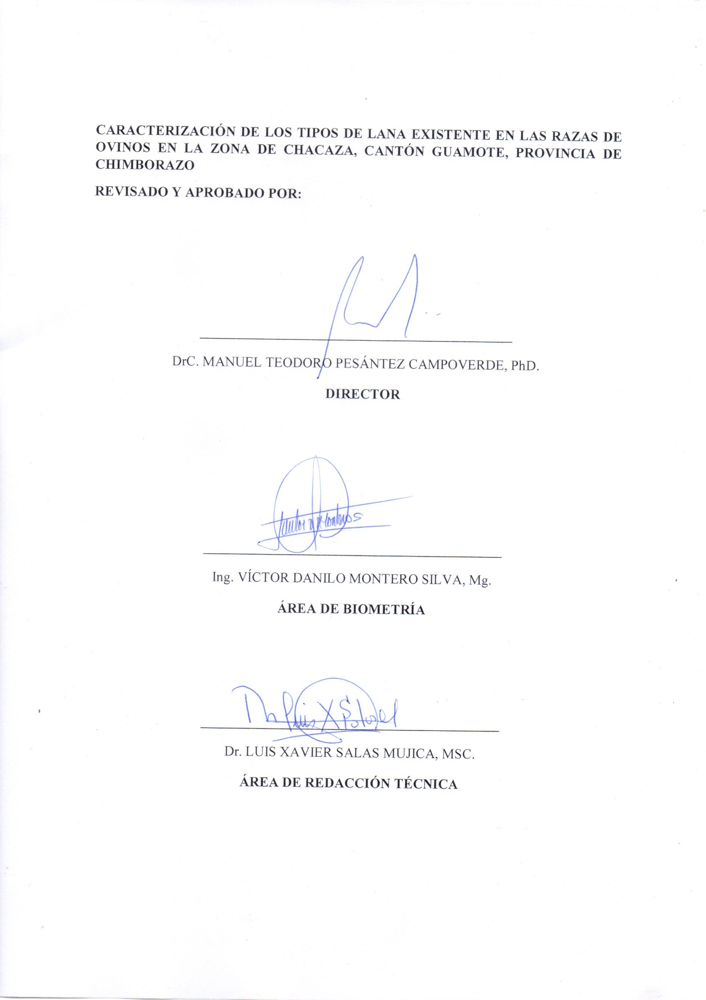 CARACTERIZACIÓN DE LOS TIPOS DE LANA EXISTENTE EN LAS RAZAS DE
OVINOS EN LA ZONA DE CHACAZA, CANTÓN GUAMOTE, PROVINCIA DE
CHIMBORAZO
REVISADO Y APROBADO POR:
DrC. MANUEL TEODORO PESÁNTEZ CAMPOVERDE, PhD.
DIRECTOR
Ing. VÍCTOR DANILO MONTERO SILVA, Mg.
ÁREA DE BIOMETRÍA
Dr. LUIS XAVIER SALAS MUJICA, MSC.
ÁREA DE REDACCIÓN TÉCNICA